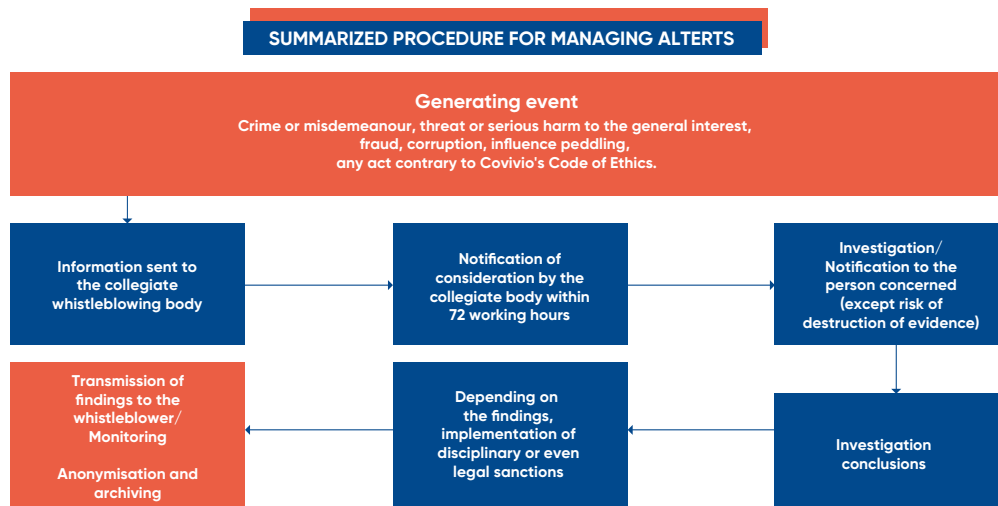 SUMMARIZED PROCEDURE FOR MANAGING ALTERTS
Generating event
Crime or misdemeanour, threat or serious harm to the general interest,
fraud, corruption, influence peddling,
any act contrary to Covivio's Code of Ethics.
Information sent to
the collegiate
whistleblowing body
Notification of
consideration by the
collegiate body within
72 working hours
Investigation/
Notification to the
person concerned
(except risk of
destruction of evidence)
Transmission of
findings to the
whistleblower/
Monitoring
Anonymisation and
archiving
Depending on
the findings,
implementation of
disciplinary or even
legal sanctions
Investigation
conclusions